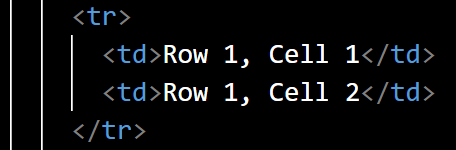 <tr>
<td>Row 1, Cell 1</td>
<td>Row 1, Cell 2</td>
</tr>